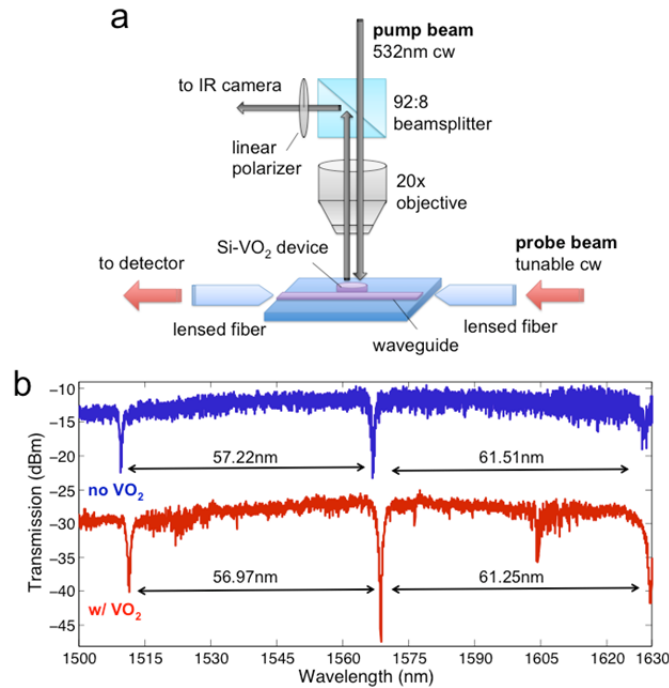 a
pump beam
532nm cw
to IR camera
92:8
beamsplitter
linear
polarizer
20x
objective
Si-VO₂ device
probe beam
tunable cw
to detector
lensed fiber
lensed fiber
waveguide
b
Transmission (dBm)
−10
−15
−20
−25
−30
−35
−40
−45
57.22nm
61.51nm
no VO₂
56.97nm
61.25nm
w/ VO₂
1500 1515 1530 1545 1560 1575 1590 1605 1620 1630
Wavelength (nm)